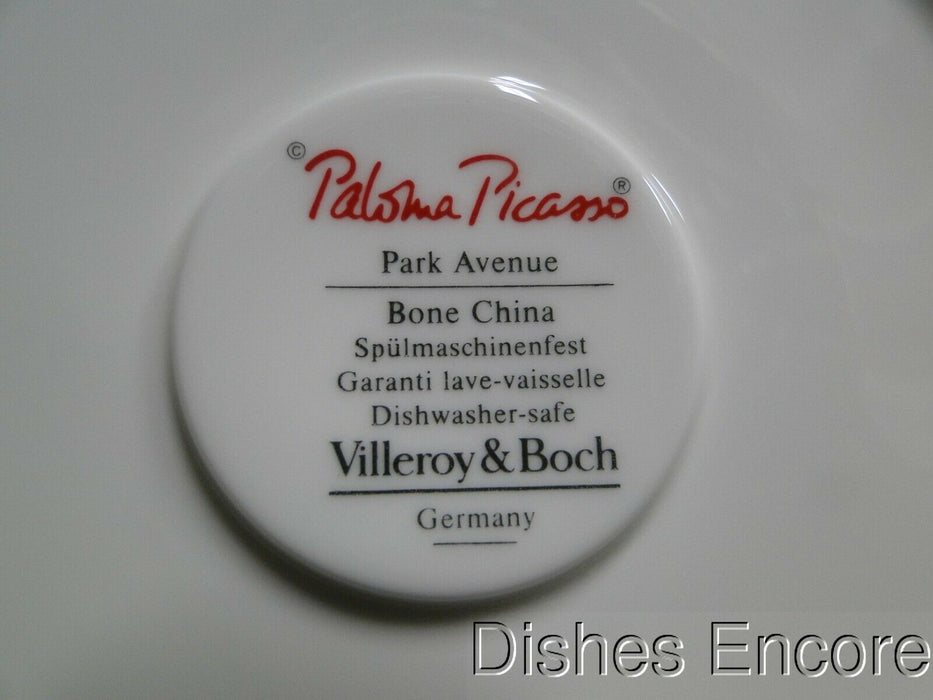 © Paloma Picasso ®
Park Avenue
Bone China
Spülmaschinenfest
Garanti lave-vaisselle
Dishwasher-safe
Villeroy & Boch
Germany
Dishes Encore